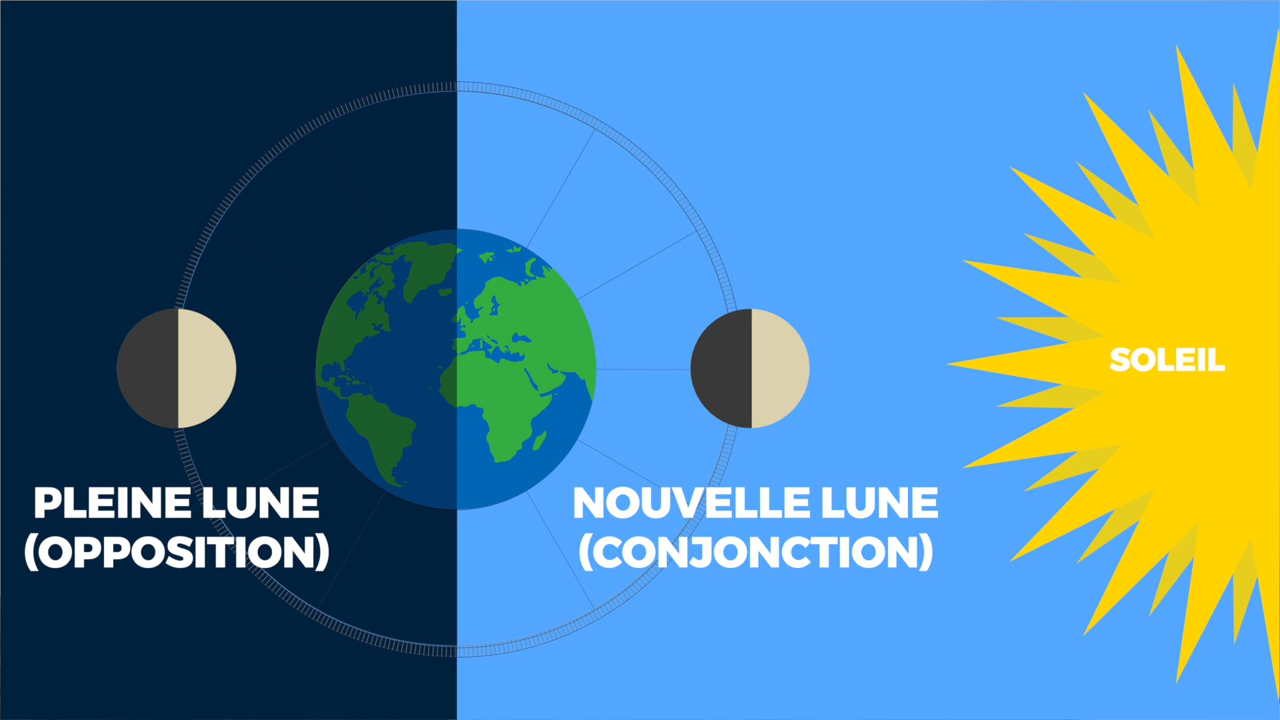 SOLEIL
PLEINE LUNE
(OPPOSITION)
NOUVELLE LUNE
(CONJONCTION)